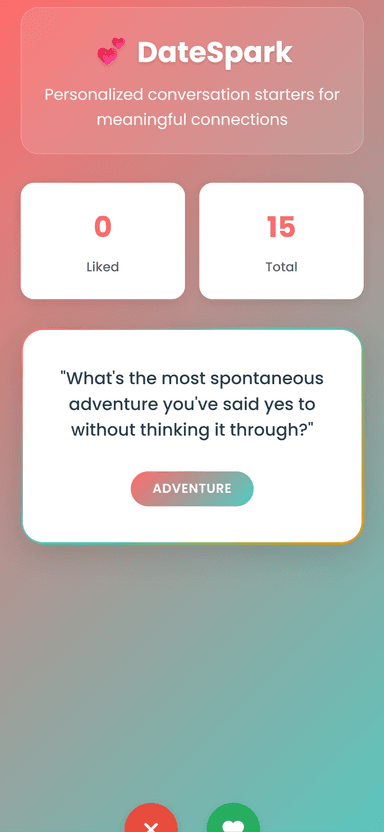 💕 DateSpark
Personalized conversation starters for
meaningful connections
0
Liked
15
Total
"What's the most spontaneous
adventure you've said yes to
without thinking it through?"
ADVENTURE